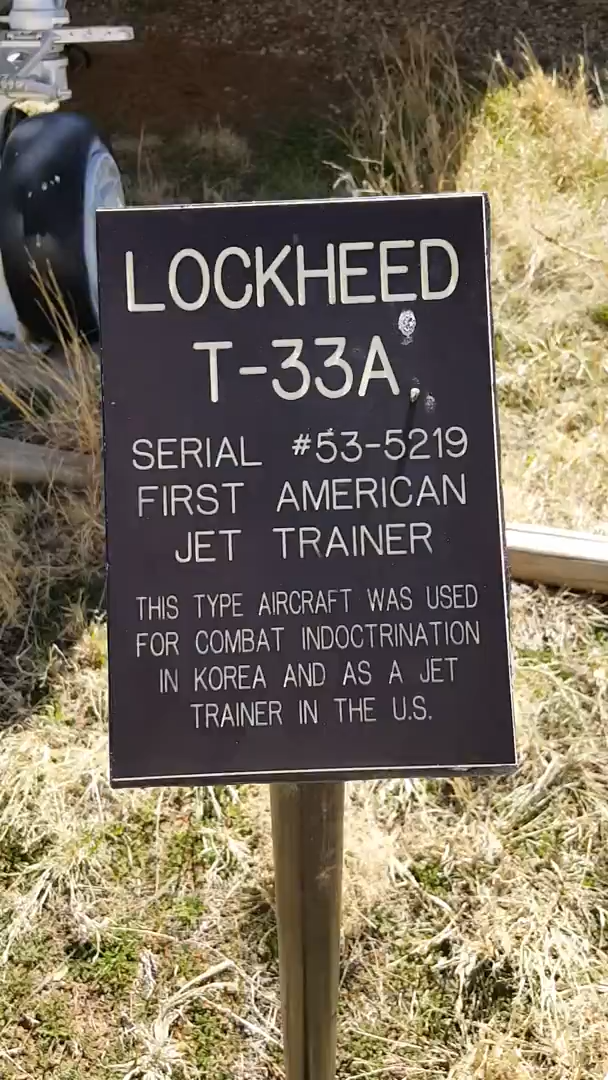 LOCKHEED
T-33A
SERIAL #53-5219
FIRST AMERICAN
JET TRAINER
THIS TYPE AIRCRAFT WAS USED
FOR COMBAT INDOCTRINATION
IN KOREA AND AS A JET
TRAINER IN THE U.S.